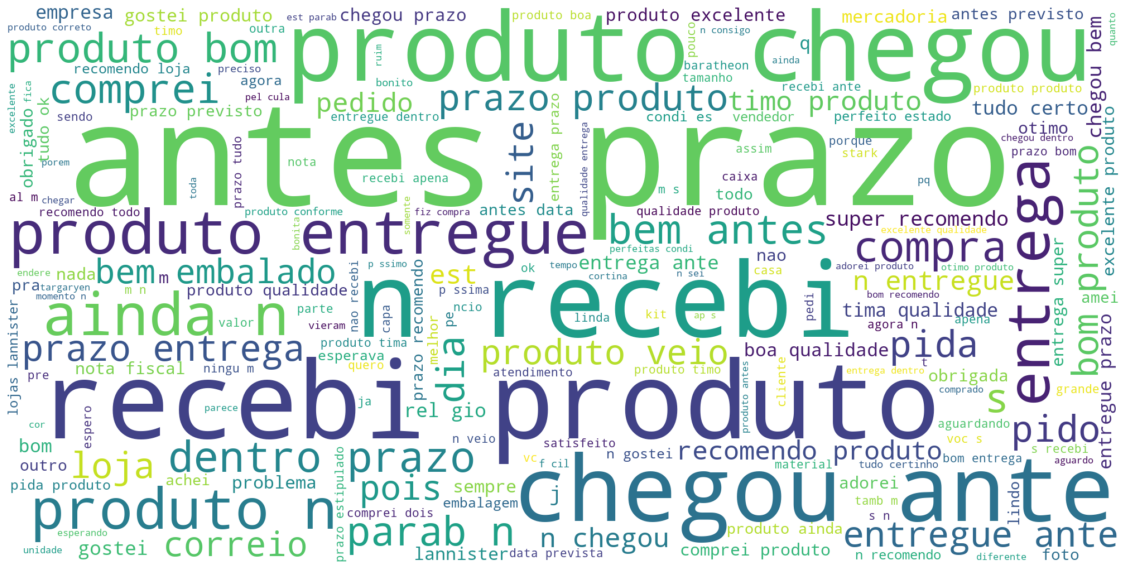 empresa
gostei produto
est parab
chegou prazo
produto boa
produto excelente
mercadoria
antes previsto
produto correto
timo
outra
n consigo
produto bom
produto chegou
pouco
q
ainda
quanto
recomendo loja
preciso
ruim
baratheon
tamanho
produto produto
chegou bem
comprei
agora
bonito
pel cula
recebi ante
tudo certo
excelente
fica
obrigado
tudo ok
sendo
prazo previsto
pedido
entregue dentro
prazo produto
timo produto
condi es
vendedor
perfeito estado
otimo
chegou dentro
prazo bom
porem
antes prazo
nota
toda
prazo tudo
recebi apena
site
entrega prazo
qualidade entrega
assim
stark
porque
pq
al m
chegar
m s
caixa
todo
recomendo todo
produto conforme
fiz compra
antes data
qualidade produto
super recomendo
excelente produto
produto entregue
bonita
somente
bem antes
perfeitas condi
excelente qualidade
compra
entrega
bom produto
endere
nada
bem
m
embalado
p ssimo
est
ok
tempo
entrega ante
nao
adorei produto
otimo produto
n entregue
entrega super
pra
targaryen
m n
produto qualidade
nao recebi
p ssima
cortina
n sei
casa
bom recomendo
amei
momento n
n recebi
ainda n
valor
parte
vieram
capa
ncio
linda
kit
ap s
pedi
tima qualidade
agora n
apena
lojas lannister
prazo entrega
produto tima
esperava
melhor
dia
pe
produto veio
boa qualidade
pida
t
pre
nota fiscal
ningu m
quero
prazo recomendo
atendimento
produto timo
cliente
entrega dentro
obrigada
grande
entregue prazo
cor
espero
recebi produto
parece
ja
rel gio
produto antes
comprado
s
aguardando
voc s
pido
bom
outro
loja
achei
dentro prazo
n veio
satisfeito
n gostei
vc
f cil
recomendo produto
material
tudo certinho
bom entrega
s recebi
aguardo
pida produto
problema
prazo estipulado
pois
sempre
embalagem
j
chegou ante
adorei
tamb m
s n
lindo
produto n
comprei dois
parab n
n chegou
produto ainda
entregue ante
esperando
unidade
gostei
correio
lannister
data prevista
comprei produto
n recomendo
diferente
foto